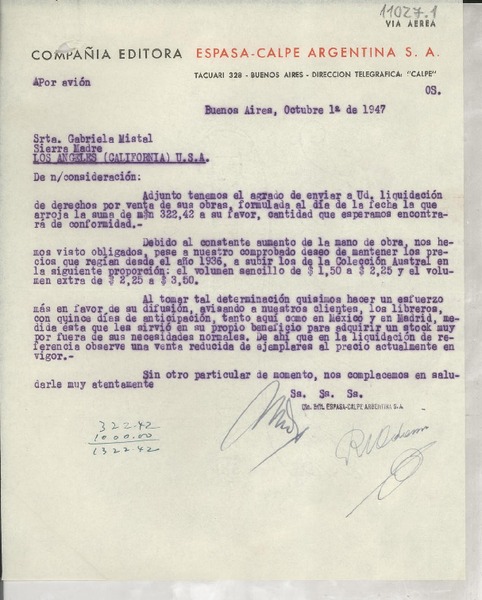 11027.1
VIA AEREA
COMPAÑIA EDITORA ESPASA-CALPE ARGENTINA S. A.
TACUARI 328 - BUENOS AIRES - DIRECCION TELEGRAFICA: "CALPE"
APor avión
OS.
Buenos Aires, Octubre 1º de 1947
Srta. Gabriela Mistal
Sierra Madre
LOS ANGELES (CALIFORNIA) U.S.A.
De n/consideración:
Adjunto tenemos el agrado de enviar a Ud. liquidación
de derechos por venta de sus obras, formulada al día de la fecha la que
arroja la suma de m$n 322,42 a su favor, cantidad que esperamos encontra
rá de conformidad.-
Debido al constante aumento de la mano de obra, nos he-
mos visto obligados, pese a nuestro comprobado deseo de mantener los pre-
cios que regían desde el año 1936, a subir los de la Colección Austral en
la siguiente proporción: el volumen sencillo de $ 1,50 a $ 2,25 y el volu-
men extra de $ 2,25 a $ 3,50.
Al tomar tal determinación quisimos hacer un esfuerzo
más en favor de su difusión, avisando a nuestros clientes, los libreros,
con quince días de anticipación, tanto aquí como en México y en Madrid, me-
dida ésta que les sirvió en su propio beneficio para adquirir un stock muy
por fuera de sus necesidades normales. De ahí que en la liquidación de re-
ferencia observe una venta reducida de ejemplares al precio actualmente en
vigor.-
Sin otro particular de momento, nos complacemos en salu-
darle muy atentamente
Ss. Ss. Ss.
Cía. Edit. ESPASA-CALPE ARGENTINA S.A.
322.42
1000.00
1322.42